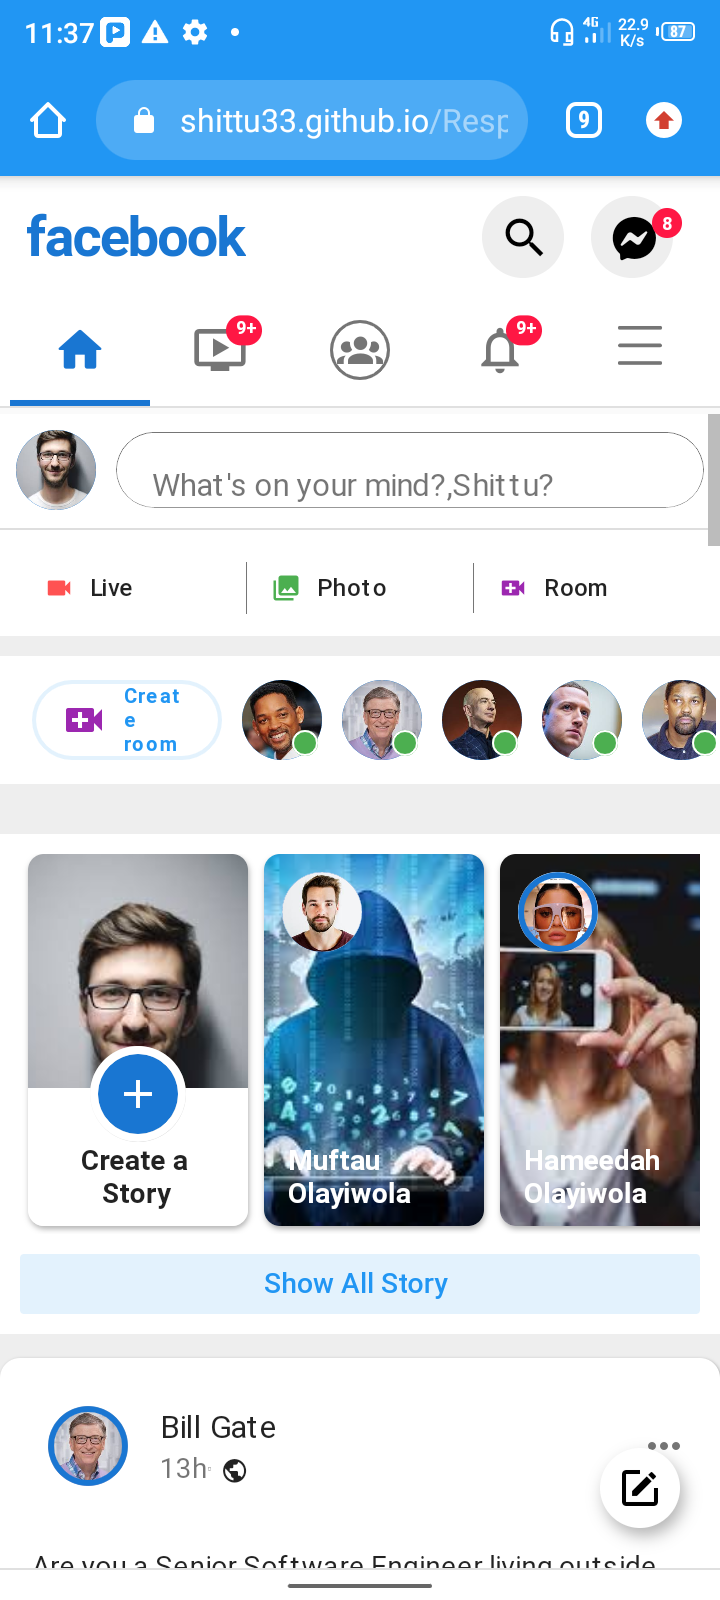 11:37
4G
22.9
K/s
87
shittu33.github.io/Resp
9
facebook
8
9+
9+
What's on your mind?,Shittu?
Live
Photo
Room
Creat
e
room
Create a
Story
Muftau
Olayiwola
Hameedah
Olayiwola
Show All Story
Bill Gate
13h
Are you a Senior Software Engineer living outside